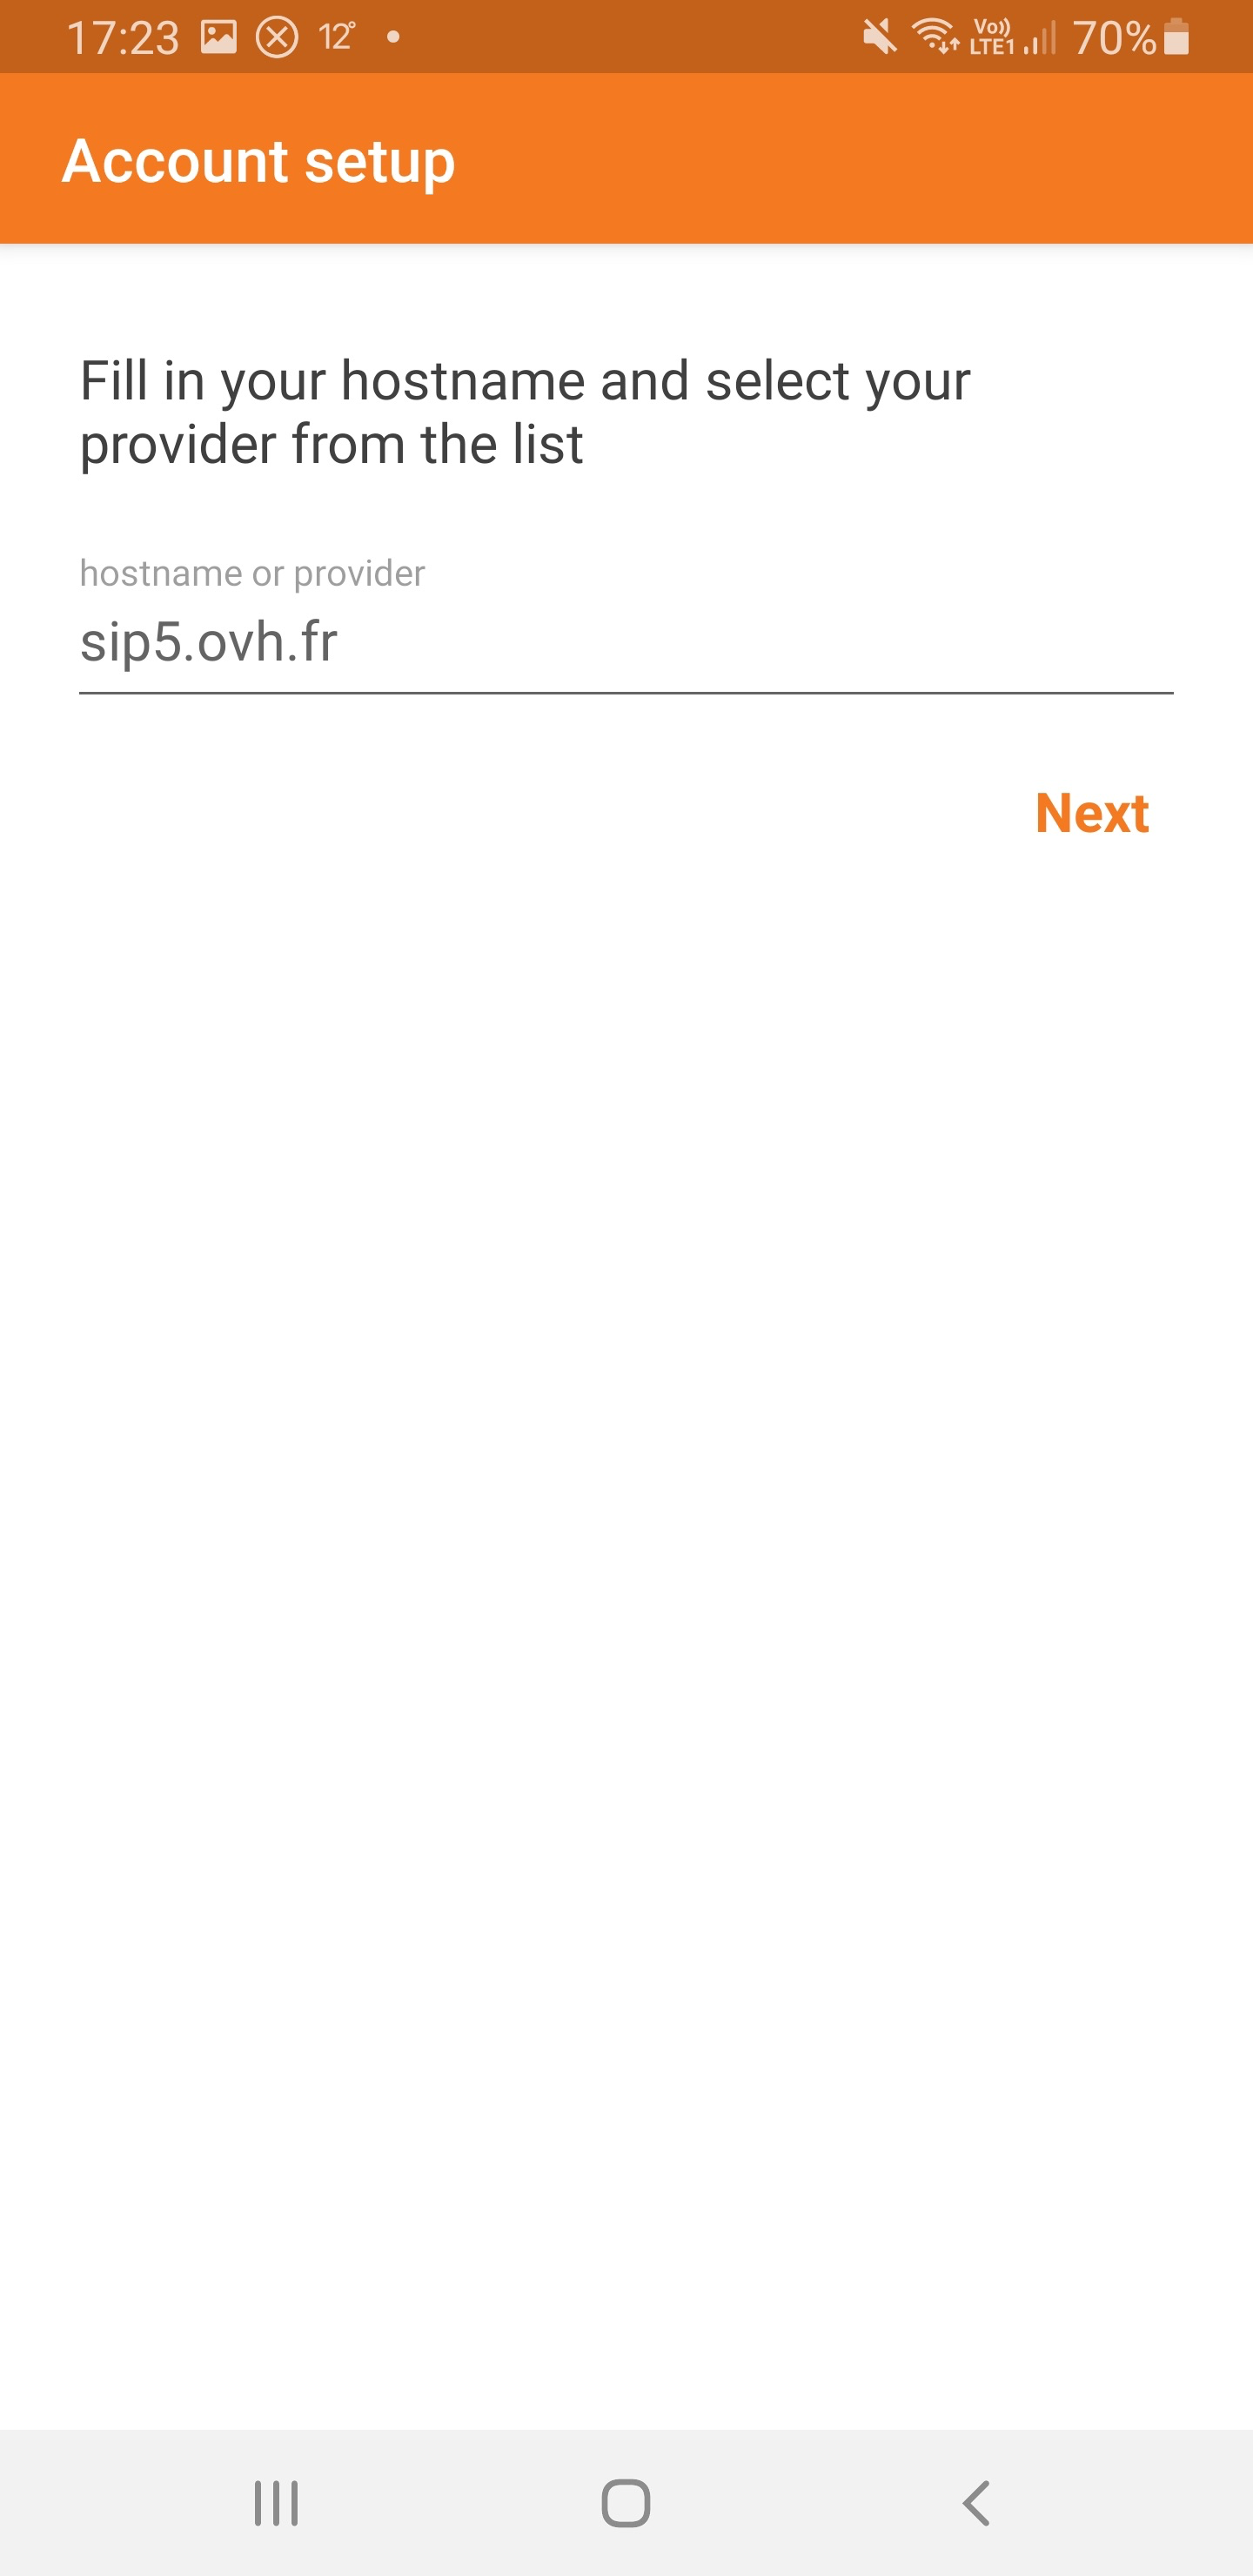 17:23 12° Vo)) LTE1 70%
Account setup
Fill in your hostname and select your
provider from the list
hostname or provider
sip5.ovh.fr
Next